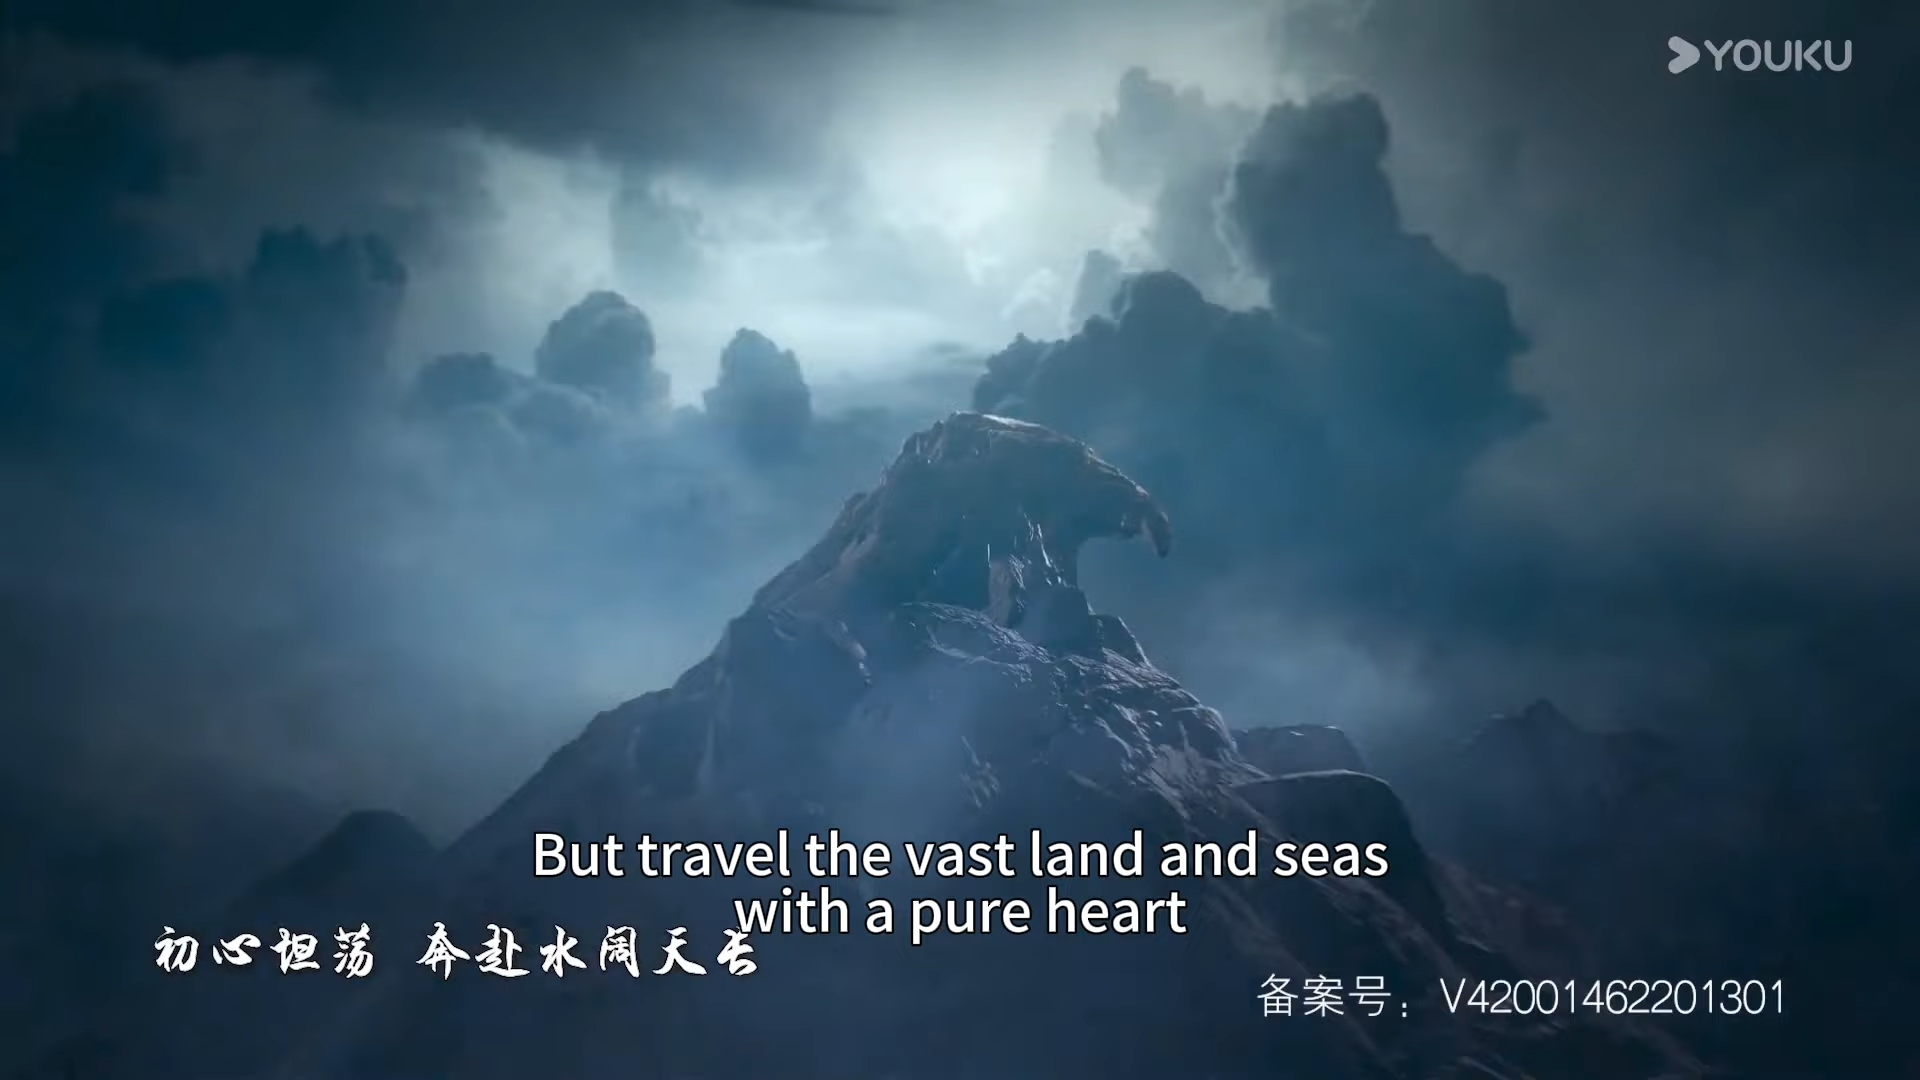 YOUKU
But travel the vast land and seas
with a pure heart
初心坦荡 奔赴水阔天长
备案号：V42001462201301